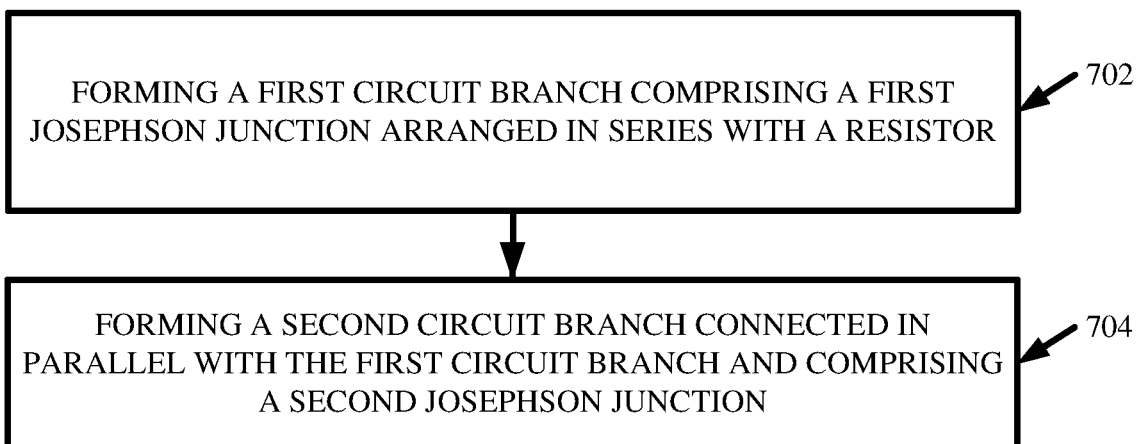 FORMING A FIRST CIRCUIT BRANCH COMPRISING A FIRST
JOSEPHSON JUNCTION ARRANGED IN SERIES WITH A RESISTOR
702
FORMING A SECOND CIRCUIT BRANCH CONNECTED IN
PARALLEL WITH THE FIRST CIRCUIT BRANCH AND COMPRISING
A SECOND JOSEPHSON JUNCTION
704